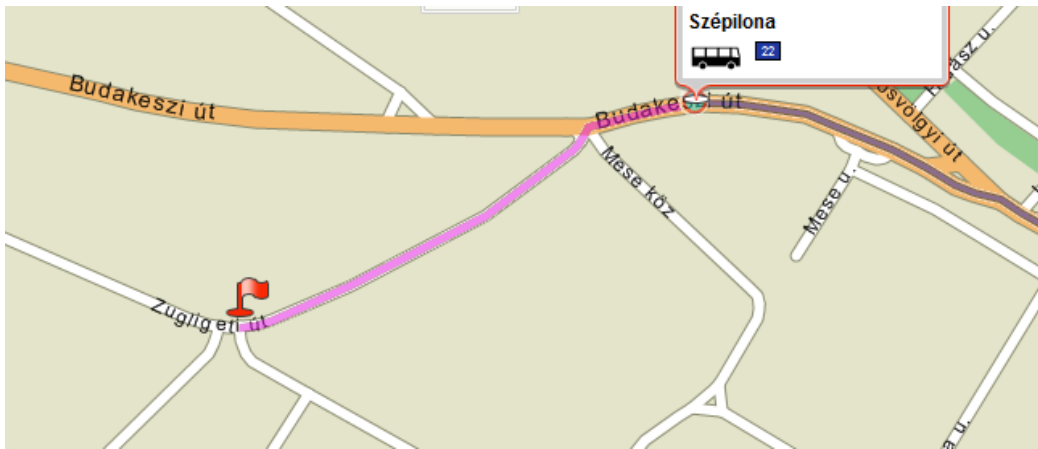 Szépilona
22
Budakeszi út
Budakeszi út
Mese köz
Mese u.
Zugligeti út